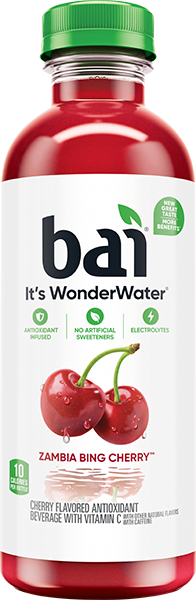 NEW
GREAT
TASTE
MORE
BENEFITS
bai
It's WonderWater®
ANTIOXIDANT
INFUSED
NO ARTIFICIAL
SWEETENERS
ELECTROLYTES
ZAMBIA BING CHERRY™
10
CALORIES
PER BOTTLE
CHERRY FLAVORED ANTIOXIDANT
BEVERAGE WITH VITAMIN C WITH OTHER NATURAL FLAVORS
WITH CAFFEINE